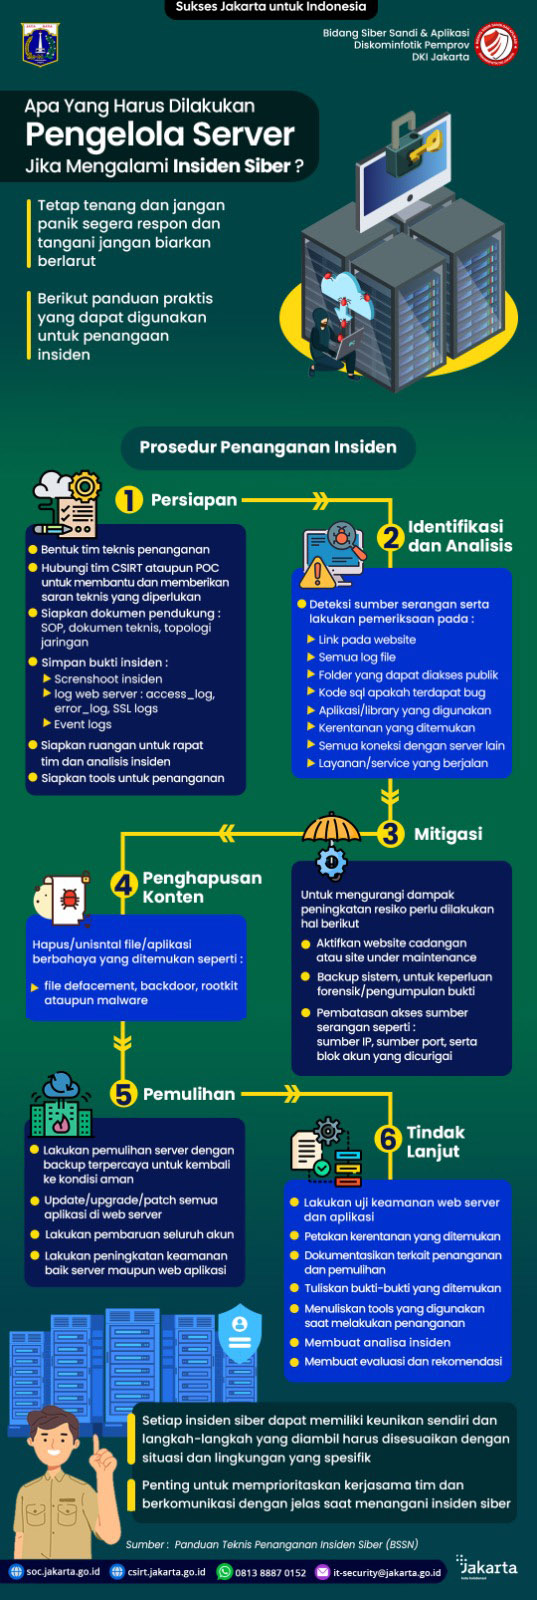 Sukses Jakarta untuk Indonesia
Bidang Siber Sandi & Aplikasi
Diskominfotik Pemprov
DKI Jakarta
Apa Yang Harus Dilakukan
Pengelola Server
Jika Mengalami Insiden Siber ?
Tetap tenang dan jangan
panik segera respon dan
tangani jangan biarkan
berlarut
Berikut panduan praktis
yang dapat digunakan
untuk penangaan
insiden
Prosedur Penanganan Insiden
1 Persiapan
Bentuk tim teknis penanganan
Hubungi tim CSIRT ataupun POC
untuk membantu dan memberikan
saran teknis yang diperlukan
Siapkan dokumen pendukung :
SOP, dokumen teknis, topologi
jaringan
Simpan bukti insiden :
Scrnshoot insiden
log web server : access_log,
error_log, SSL logs
Event logs
Siapkan ruangan untuk rapat
tim dan analisis insiden
Siapkan tools untuk penanganan
2 Identifikasi
dan Analisis
Deteksi sumber serangan serta
lakukan pemeriksaan pada :
Link pada website
Semua log file
Folder yang dapat diakses publik
Kode sql apakah terdapat bug
Aplikasi/library yang digunakan
Kerentanan yang ditemukan
Semua koneksi dengan server lain
Layanan/service yang berjalan
3 Mitigasi
Untuk mengurangi dampak
peningkatan resiko perlu dilakukan
hal berikut
Aktifkan website cadangan
atau site under maintenance
Backup sistem, untuk keperluan
forensik/pengumpulan bukti
Pembatasan akses sumber
serangan seperti :
sumber IP, sumber port, serta
blok akun yang dicurigai
4 Penghapusan
Konten
Hapus/unisntal file/aplikasi
berbahaya yang ditemukan seperti :
file defacement, backdoor, rootkit
ataupun malware
5 Pemulihan
Lakukan pemulihan server dengan
backup terpercaya untuk kembali
ke kondisi aman
Update/upgrade/patch semua
aplikasi di web server
Lakukan pembaruan seluruh akun
Lakukan peningkatan keamanan
baik server maupun web aplikasi
6 Tindak
Lanjut
Lakukan uji keamanan web server
dan aplikasi
Petakan kerentanan yang ditemukan
Dokumentasikan terkait penanganan
dan pemulihan
Tuliskan bukti-bukti yang ditemukan
Menuliskan tools yang digunakan
saat melakukan penanganan
Membuat analisa insiden
Membuat evaluasi dan rekomendasi
Setiap insiden siber dapat memiliki keunikan sendiri dan
langkah-langkah yang diambil harus disesuaikan dengan
situasi dan lingkungan yang spesifik
Penting untuk memprioritaskan kerjasama tim dan
berkomunikasi dengan jelas saat menangani insiden siber
Sumber : Panduan Teknis Penanganan Insiden Siber (BSSN)
soc.jakarta.go.id
csirt.jakarta.go.id
0813 8887 0152
it-security@jakarta.go.id
Jakarta